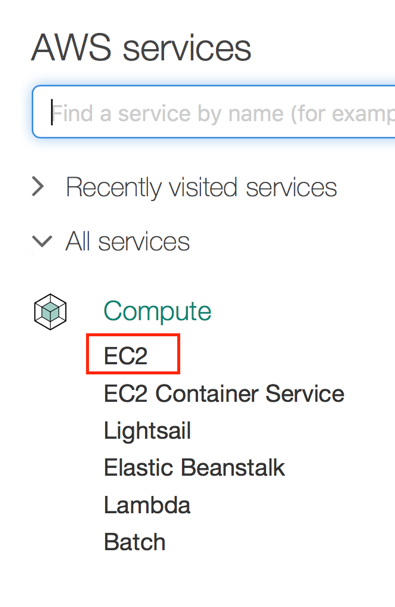 AWS services
Find a service by name (for examp
Recently visited services
All services
Compute
EC2
EC2 Container Service
Lightsail
Elastic Beanstalk
Lambda
Batch